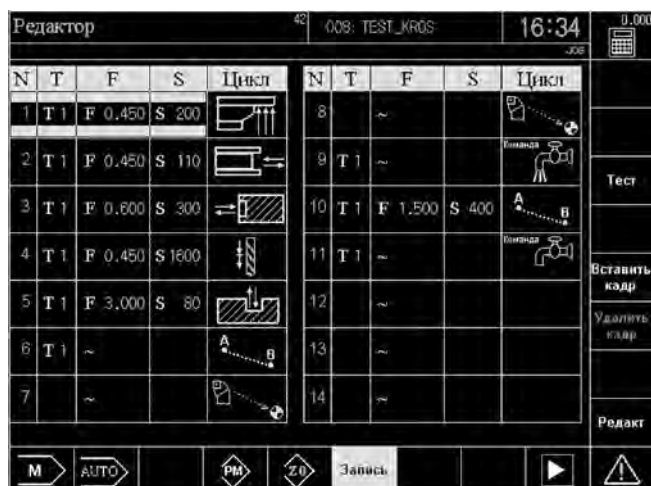 Редактор 42 008: TEST_KROS 16:34 0.000
JOB
N T F S Цикл
1 T 1 F 0.450 S 200
2 T 1 F 0.450 S 110
3 T 1 F 0.600 S 300
4 T 1 F 0.450 S 1600
5 T 1 F 3.000 S 80
6 T 1 ~ A B
7 ~
N T F S Цикл
8 ~
9 T 1 ~ Команда
10 T 1 F 1.500 S 400 A B
11 T 1 ~ Команда
12 ~
13 ~
14 ~
Тест
Вставить
кадр
Удалить
кадр
Редакт
M AUTO PM Z0 Запись